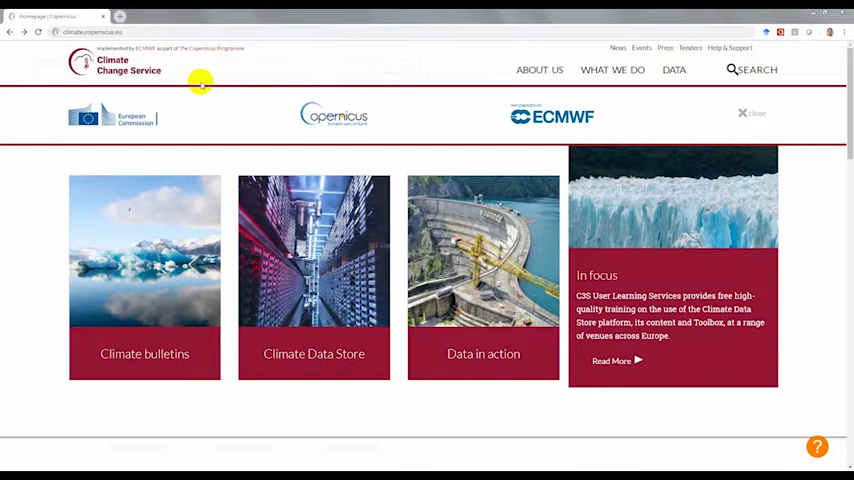 Homepage | Copernicus
climate.copernicus.eu
Implemented by ECMWF as part of The Copernicus Programme
News Events Press Tenders Help & Support
Climate
Change Service
ABOUT US WHAT WE DO DATA SEARCH
European
Commission
opernicus
IMPLEMENTED BY
ECMWF
close
In focus
C3S User Learning Services provides free high-
quality training on the use of the Climate Data
Store platform, its content and Toolbox, at a range
of venues across Europe.
Read More
Climate bulletins
Climate Data Store
Data in action
?